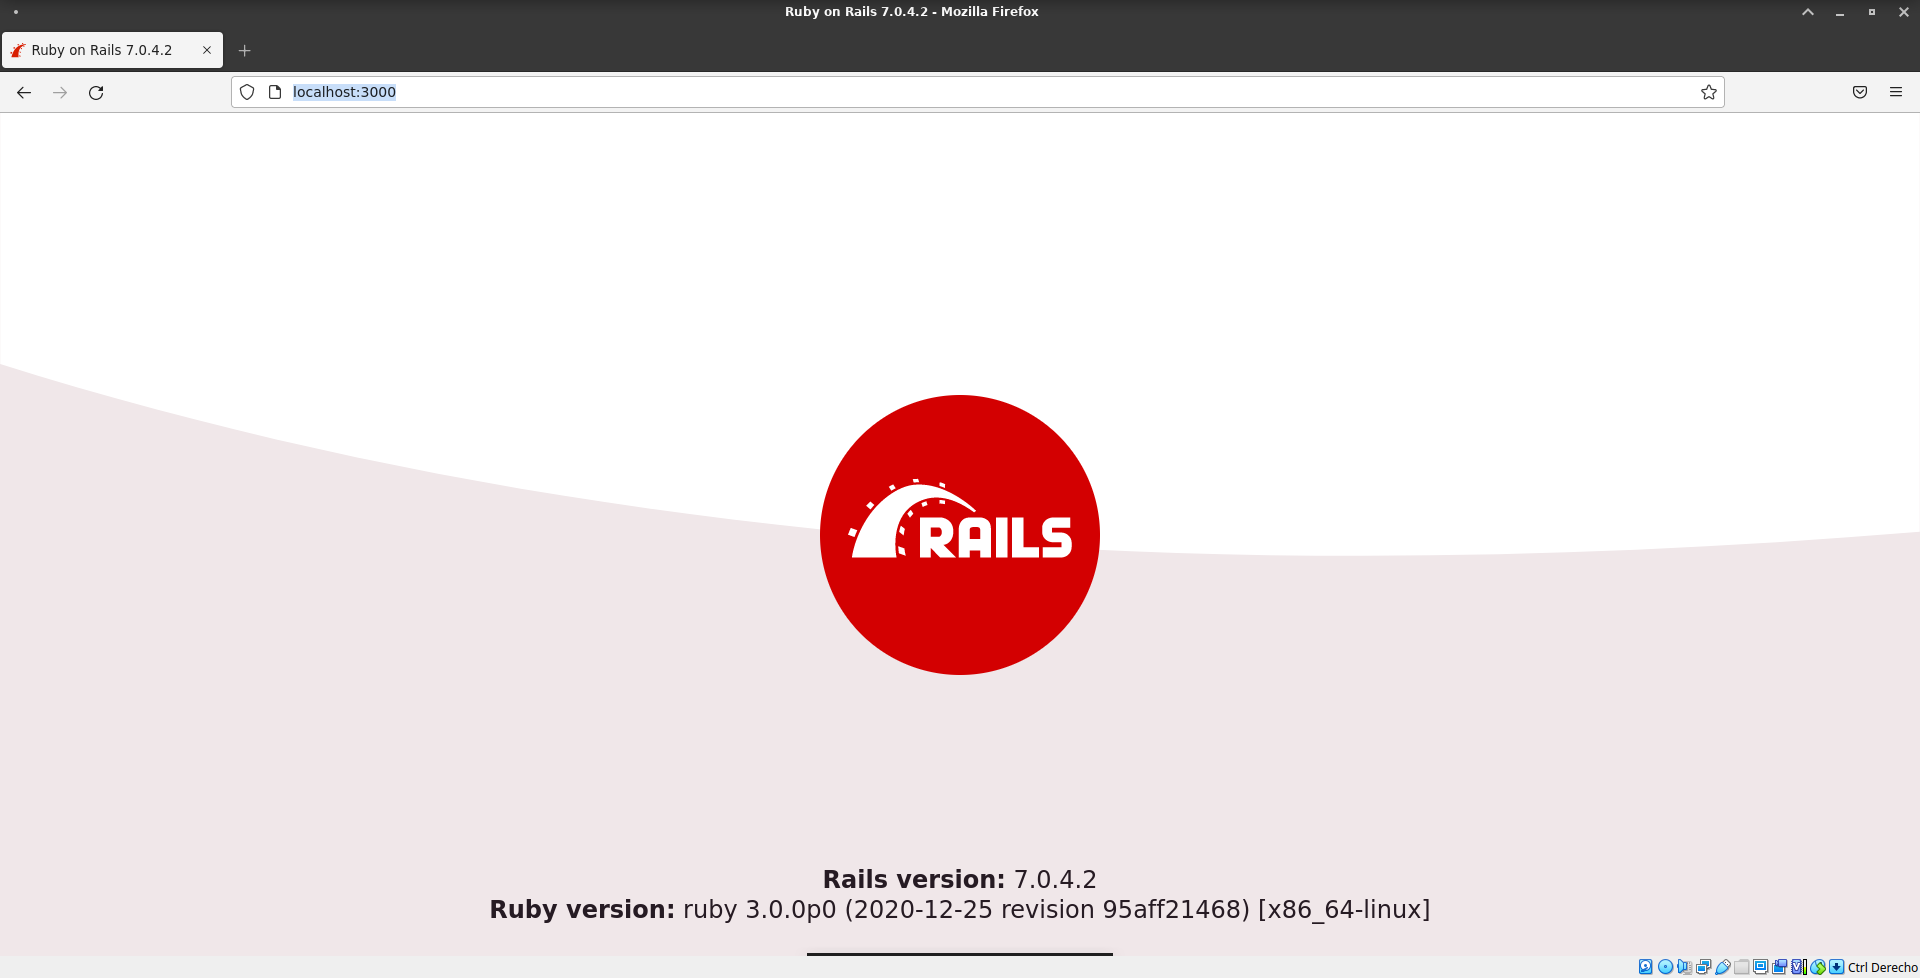 Ruby on Rails 7.0.4.2 - Mozilla Firefox
Ruby on Rails 7.0.4.2
localhost:3000
RAILS
Rails version: 7.0.4.2
Ruby version: ruby 3.0.0p0 (2020-12-25 revision 95aff21468) [x86_64-linux]
Ctrl Derecho